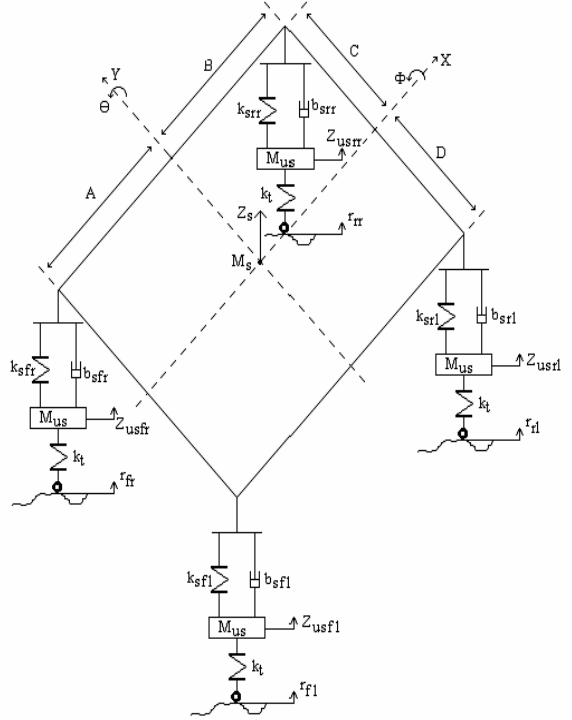 B
C
Y
X
Θ
Φ
k_srr
b_srr
M_us
Z_usrr
A
D
k_t
Z_s
r_rr
M_s
k_srl
b_srl
k_sfr
b_sfr
M_us
Z_usrl
M_us
Z_usfr
k_t
r_rl
k_t
r_fr
k_sfl
b_sfl
M_us
Z_usfl
k_t
r_fl